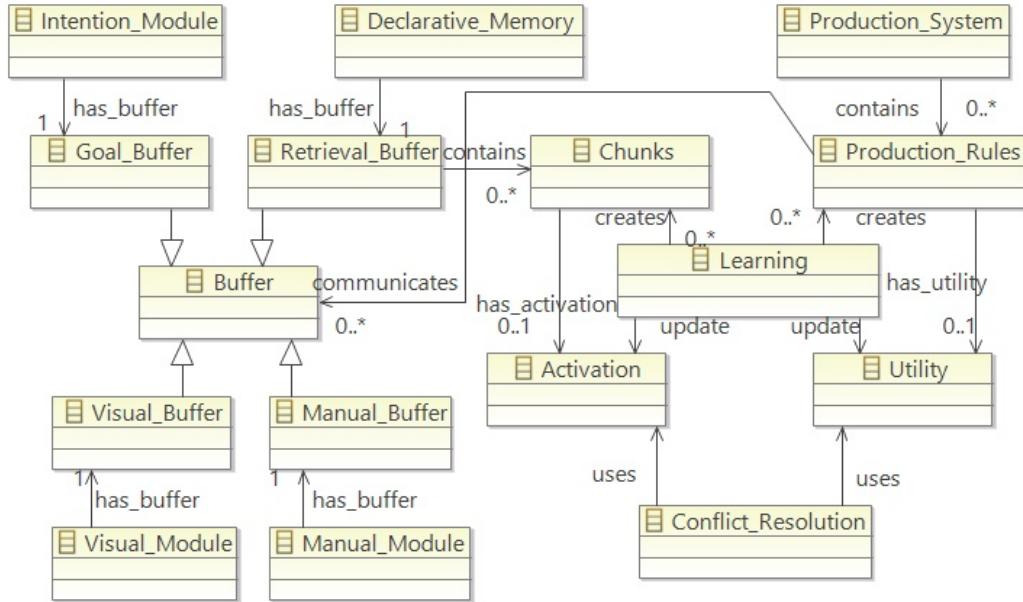 Intention_Module
Declarative_Memory
Production_System
has_buffer
1
has_buffer
1
contains
0..*
Goal_Buffer
Retrieval_Buffer
contains
0..*
Chunks
Production_Rules
creates
0..*
0..*
creates
Buffer
communicates
0..*
Learning
has_activation
0..1
update
update
has_utility
0..1
Activation
Utility
Visual_Buffer
Manual_Buffer
1
has_buffer
1
has_buffer
uses
uses
Visual_Module
Manual_Module
Conflict_Resolution